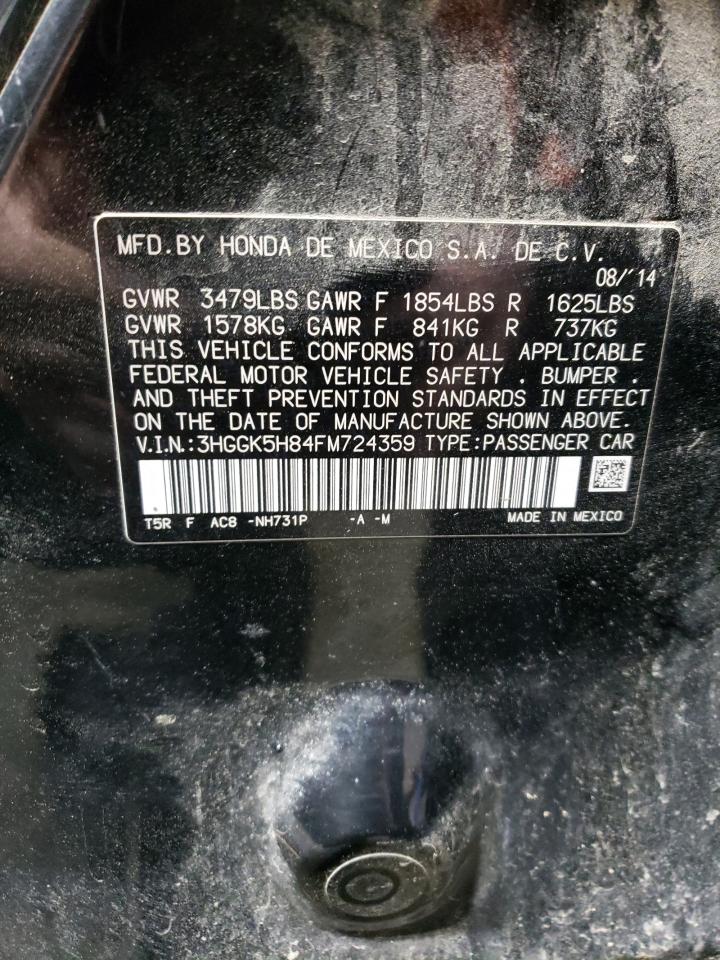 MFD.BY HONDA DE MEXICO S.A. DE C.V.
08/'14
GVWR 3479LBS GAWR F 1854LBS R 1625LBS
GVWR 1578KG GAWR F 841KG R 737KG
THIS VEHICLE CONFORMS TO ALL APPLICABLE
FEDERAL MOTOR VEHICLE SAFETY . BUMPER .
AND THEFT PREVENTION STANDARDS IN EFFECT
ON THE DATE OF MANUFACTURE SHOWN ABOVE.
V.I.N.:3HGGK5H84FM724359 TYPE:PASSENGER CAR
T5R F AC8 -NH731P -A -M MADE IN MEXICO